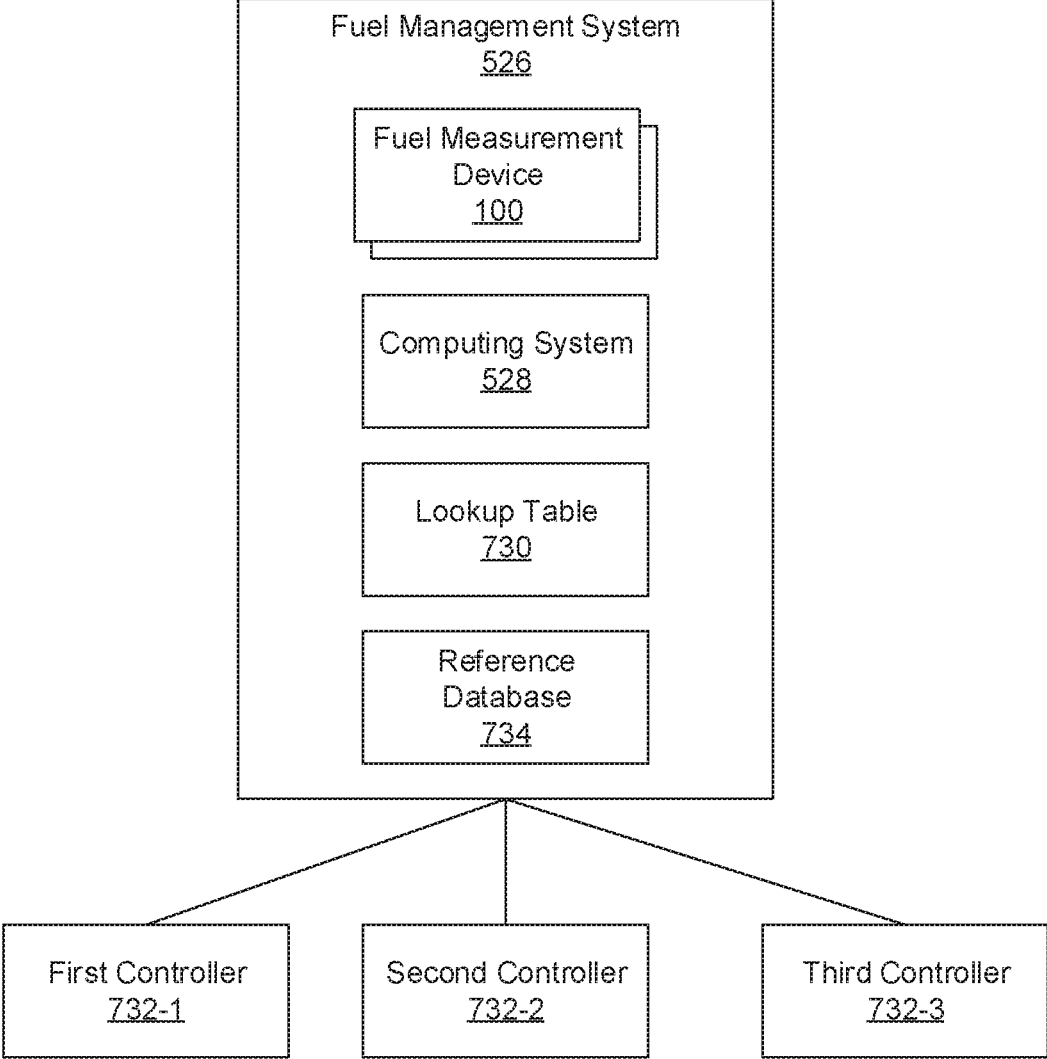 Fuel Management System
526
Fuel Measurement
Device
100
Computing System
528
Lookup Table
730
Reference
Database
734
First Controller
732-1
Second Controller
732-2
Third Controller
732-3